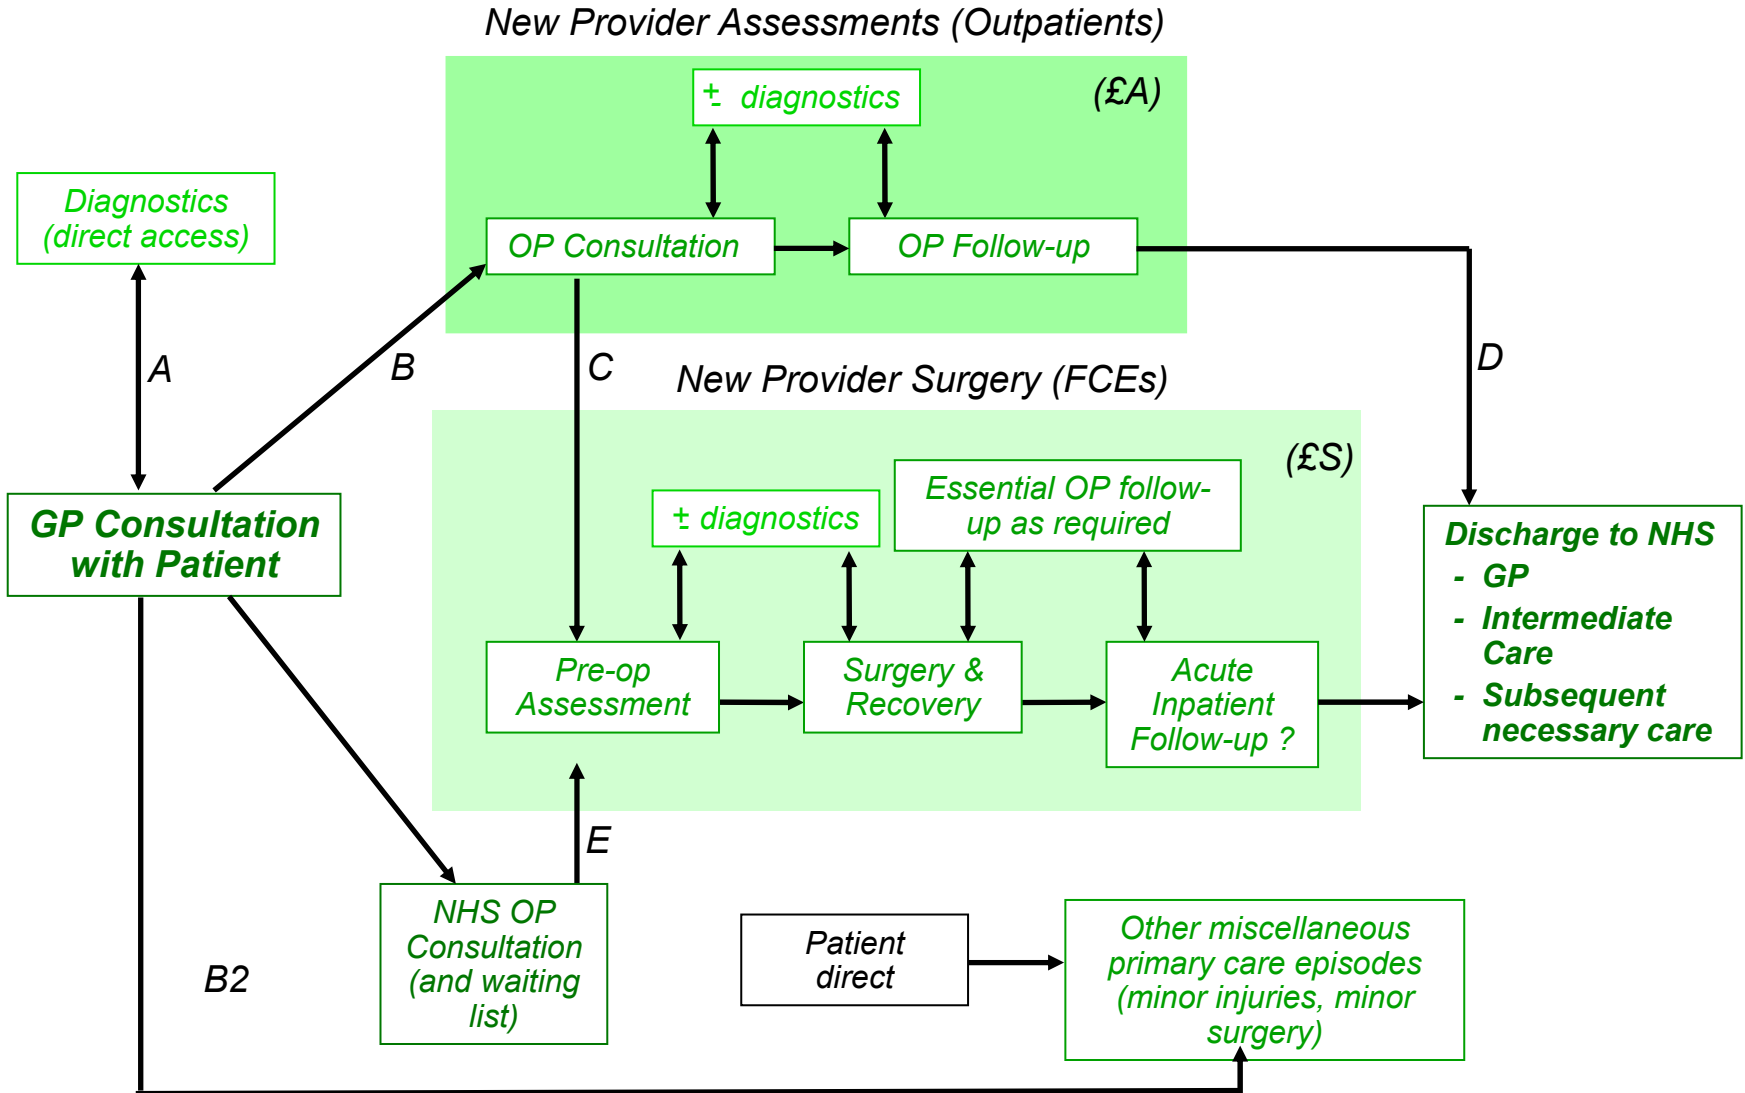 New Provider Assessments (Outpatients)
(£A)
± diagnostics
Diagnostics
(direct access)
OP Consultation
OP Follow-up
A
B
C
D
New Provider Surgery (FCEs)
(£S)
Essential OP follow-
up as required
± diagnostics
GP Consultation
with Patient
Discharge to NHS
- GP
- Intermediate
Care
- Subsequent
necessary care
Pre-op
Assessment
Surgery &
Recovery
Acute
Inpatient
Follow-up ?
E
NHS OP
Consultation
(and waiting
list)
B2
Patient
direct
Other miscellaneous
primary care episodes
(minor injuries, minor
surgery)